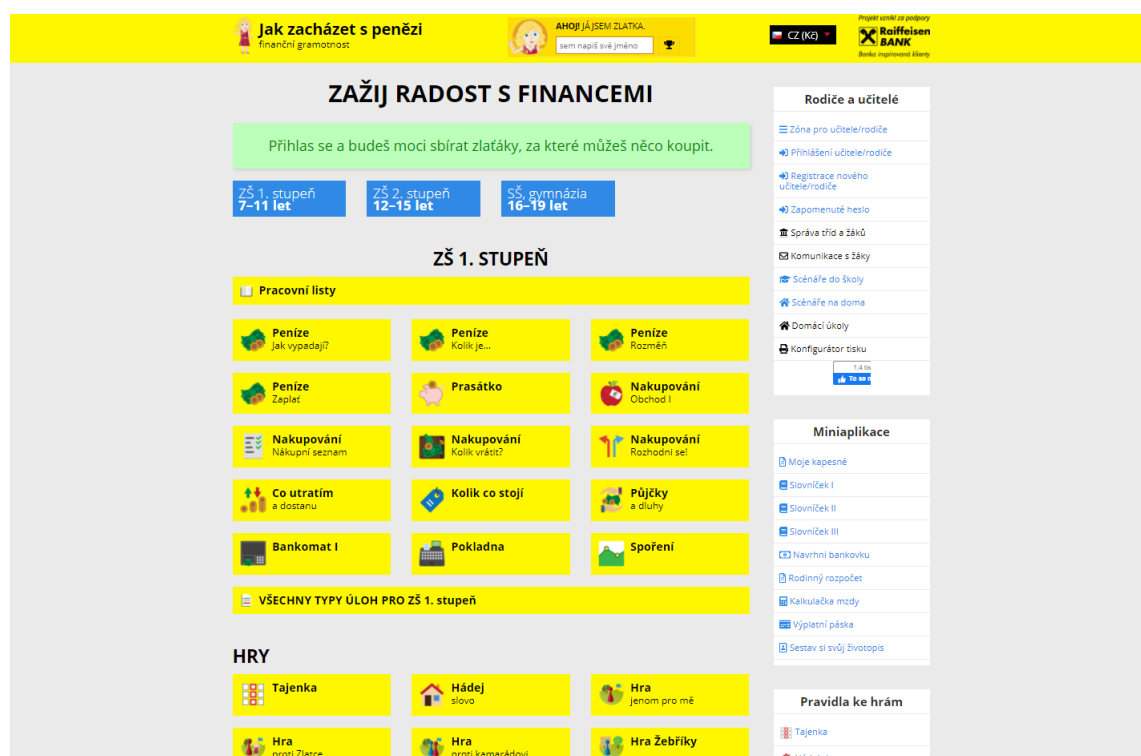 Jak zacházet s penězi
finanční gramotnost
AHOJ! JÁ JSEM ZLATKA.
sem napiš své jméno
CZ (Kč)
Projekt vznikl za podpory
Raiffeisen
BANK
Banka inspirovaná klienty
ZAŽIJ RADOST S FINANCEMI
Přihlas se a budeš moci sbírat zlaťáky, za které můžeš něco koupit.
ZŠ 1. stupeň
7–11 let
ZŠ 2. stupeň
12–15 let
SŠ, gymnázia
16–19 let
ZŠ 1. STUPEŇ
Pracovní listy
Peníze
Jak vypadají?
Peníze
Kolik je...
Peníze
Rozměň
Peníze
Zaplať
Prasátko
Nakupování
Obchod I
Nakupování
Nákupní seznam
Nakupování
Kolik vrátit?
Nakupování
Rozhodni se!
Co utratím
a dostanu
Kolik co stojí
Půjčky
a dluhy
Bankomat I
Pokladna
Spoření
VŠECHNY TYPY ÚLOH PRO ZŠ 1. stupeň
HRY
Tajenka
Hádej
slovo
Hra
jenom pro mě
Hra
proti Zlatce
Hra
proti kamarádovi
Hra Žebříky
Rodiče a učitelé
Zóna pro učitele/rodiče
Přihlášení učitele/rodiče
Registrace nového
učitele/rodiče
Zapomenuté heslo
Správa tříd a žáků
Komunikace s žáky
Scénáře do školy
Scénáře na doma
Domácí úkoly
Konfigurátor tisku
1,4 tis
To se
Miniaplikace
Moje kapesné
Slovníček I
Slovníček II
Slovníček III
Navrhni bankovku
Rodinný rozpočet
Kalkulačka mzdy
Výplatní páska
Sestav si svůj životopis
Pravidla ke hrám
Tajenka